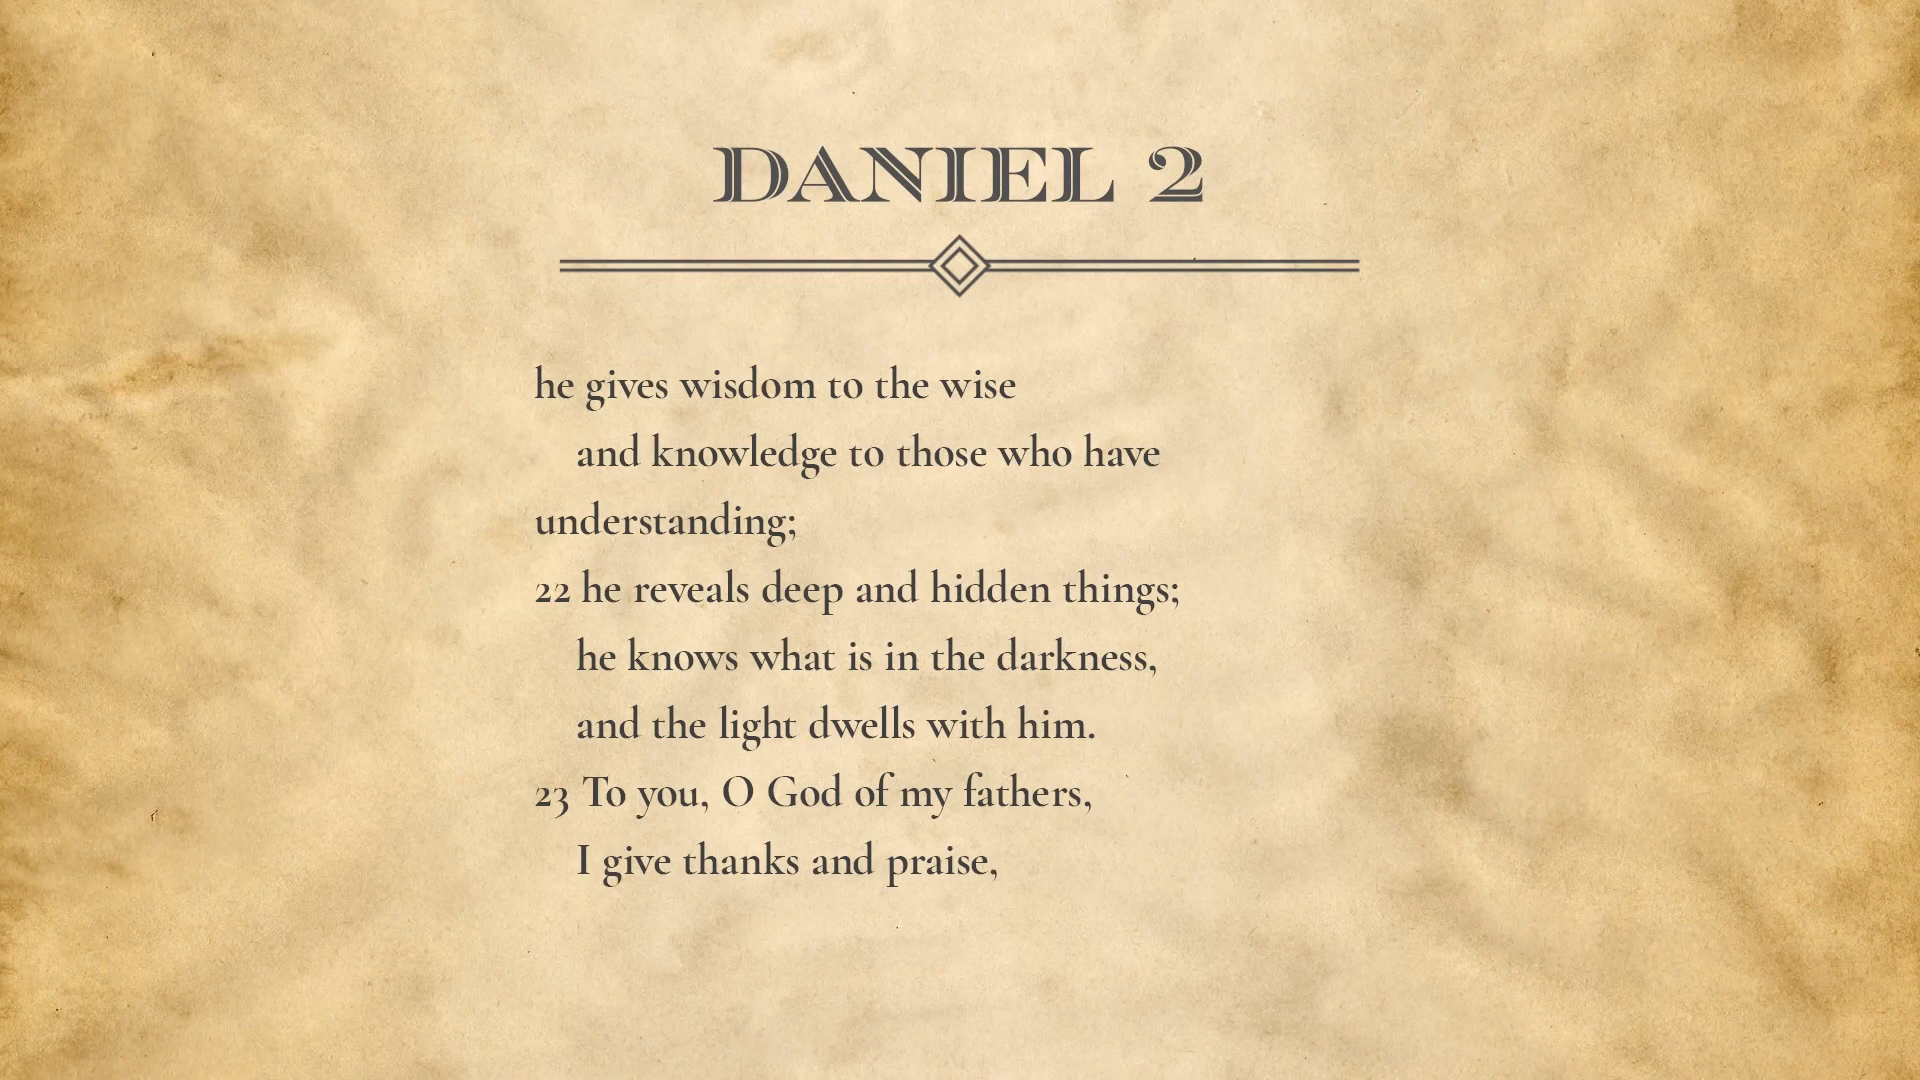 DANIEL 2
he gives wisdom to the wise
and knowledge to those who have
understanding;
22 he reveals deep and hidden things;
he knows what is in the darkness,
and the light dwells with him.
23 To you, O God of my fathers,
I give thanks and praise,